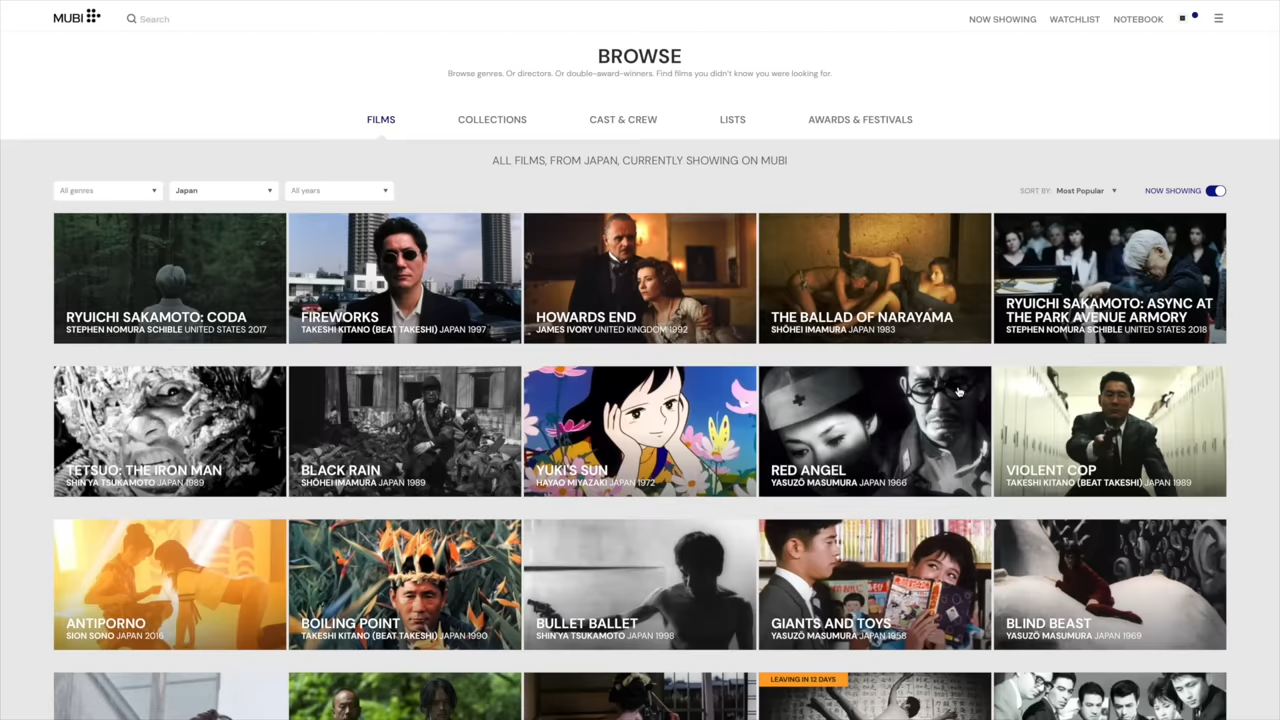 MUBI
Search
NOW SHOWING
WATCHLIST
NOTEBOOK
BROWSE
Browse genres. Or directors. Or double-award-winners. Find films you didn't know you were looking for.
FILMS
COLLECTIONS
CAST & CREW
LISTS
AWARDS & FESTIVALS
ALL FILMS, FROM JAPAN, CURRENTLY SHOWING ON MUBI
All genres
Japan
All years
SORT BY: Most Popular
NOW SHOWING
RYUICHI SAKAMOTO: CODA
STEPHEN NOMURA SCHIBLE UNITED STATES 2017
FIREWORKS
TAKESHI KITANO (BEAT TAKESHI) JAPAN 1997
HOWARDS END
JAMES IVORY UNITED KINGDOM 1992
THE BALLAD OF NARAYAMA
SHŌHEI IMAMURA JAPAN 1983
RYUICHI SAKAMOTO: ASYNC AT
THE PARK AVENUE ARMORY
STEPHEN NOMURA SCHIBLE UNITED STATES 2018
TETSUO: THE IRON MAN
SHIN'YA TSUKAMOTO JAPAN 1989
BLACK RAIN
SHŌHEI IMAMURA JAPAN 1989
YUKI'S SUN
HAYAO MIYAZAKI JAPAN 1972
RED ANGEL
YASUZŌ MASUMURA JAPAN 1966
VIOLENT COP
TAKESHI KITANO (BEAT TAKESHI) JAPAN 1989
ANTIPORNO
SION SONO JAPAN 2016
BOILING POINT
TAKESHI KITANO (BEAT TAKESHI) JAPAN 1990
BULLET BALLET
SHIN'YA TSUKAMOTO JAPAN 1998
GIANTS AND TOYS
YASUZŌ MASUMURA JAPAN 1958
BLIND BEAST
YASUZŌ MASUMURA JAPAN 1969
LEAVING IN 12 DAYS